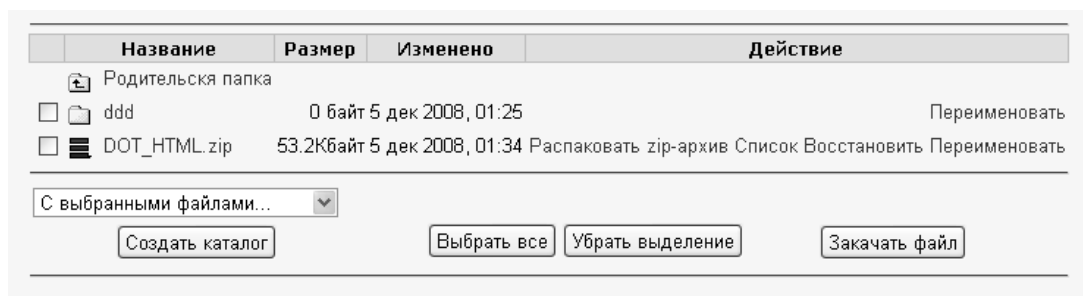 Название Размер Изменено Действие
Родительскя папка
ddd 0 байт 5 дек 2008, 01:25 Переименовать
DOT_HTML.zip 53.2Кбайт 5 дек 2008, 01:34 Распаковать zip-архив Список Восстановить Переименовать
С выбранными файлами...
Создать каталог Выбрать все Убрать выделение Закачать файл